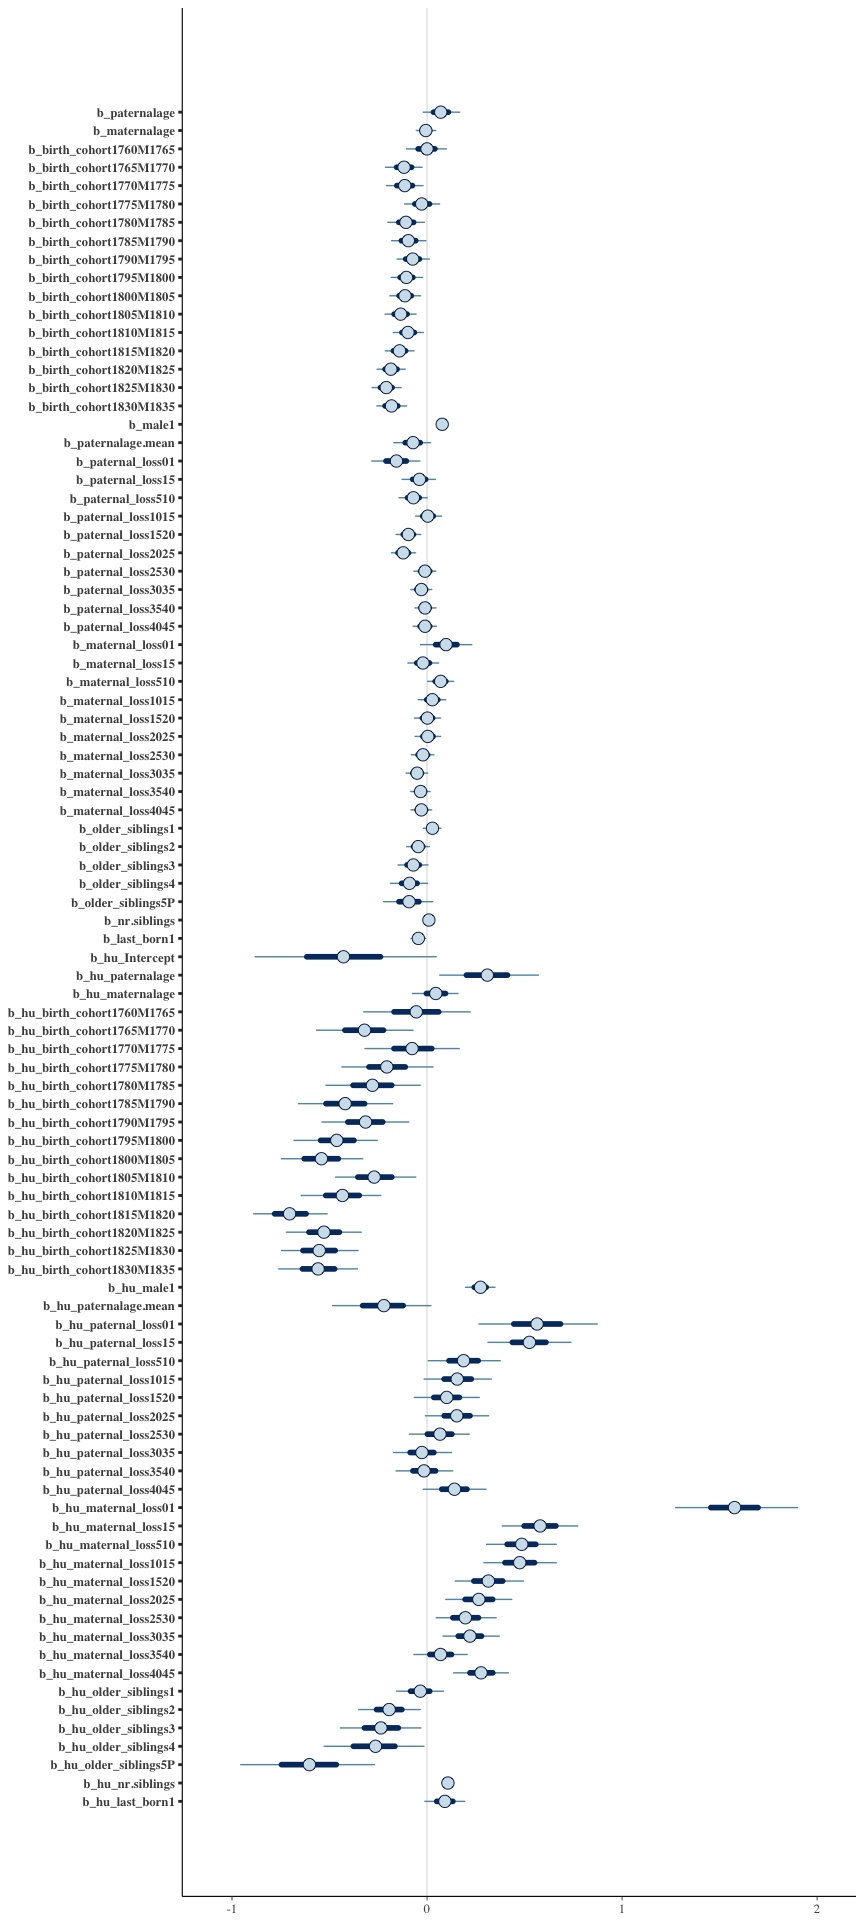 b_paternalage
b_maternalage
b_birth_cohort1760M1765
b_birth_cohort1765M1770
b_birth_cohort1770M1775
b_birth_cohort1775M1780
b_birth_cohort1780M1785
b_birth_cohort1785M1790
b_birth_cohort1790M1795
b_birth_cohort1795M1800
b_birth_cohort1800M1805
b_birth_cohort1805M1810
b_birth_cohort1810M1815
b_birth_cohort1815M1820
b_birth_cohort1820M1825
b_birth_cohort1825M1830
b_birth_cohort1830M1835
b_male1
b_paternalage.mean
b_paternal_loss01
b_paternal_loss15
b_paternal_loss510
b_paternal_loss1015
b_paternal_loss1520
b_paternal_loss2025
b_paternal_loss2530
b_paternal_loss3035
b_paternal_loss3540
b_paternal_loss4045
b_maternal_loss01
b_maternal_loss15
b_maternal_loss510
b_maternal_loss1015
b_maternal_loss1520
b_maternal_loss2025
b_maternal_loss2530
b_maternal_loss3035
b_maternal_loss3540
b_maternal_loss4045
b_older_siblings1
b_older_siblings2
b_older_siblings3
b_older_siblings4
b_older_siblings5P
b_nr.siblings
b_last_born1
b_hu_Intercept
b_hu_paternalage
b_hu_maternalage
b_hu_birth_cohort1760M1765
b_hu_birth_cohort1765M1770
b_hu_birth_cohort1770M1775
b_hu_birth_cohort1775M1780
b_hu_birth_cohort1780M1785
b_hu_birth_cohort1785M1790
b_hu_birth_cohort1790M1795
b_hu_birth_cohort1795M1800
b_hu_birth_cohort1800M1805
b_hu_birth_cohort1805M1810
b_hu_birth_cohort1810M1815
b_hu_birth_cohort1815M1820
b_hu_birth_cohort1820M1825
b_hu_birth_cohort1825M1830
b_hu_birth_cohort1830M1835
b_hu_male1
b_hu_paternalage.mean
b_hu_paternal_loss01
b_hu_paternal_loss15
b_hu_paternal_loss510
b_hu_paternal_loss1015
b_hu_paternal_loss1520
b_hu_paternal_loss2025
b_hu_paternal_loss2530
b_hu_paternal_loss3035
b_hu_paternal_loss3540
b_hu_paternal_loss4045
b_hu_maternal_loss01
b_hu_maternal_loss15
b_hu_maternal_loss510
b_hu_maternal_loss1015
b_hu_maternal_loss1520
b_hu_maternal_loss2025
b_hu_maternal_loss2530
b_hu_maternal_loss3035
b_hu_maternal_loss3540
b_hu_maternal_loss4045
b_hu_older_siblings1
b_hu_older_siblings2
b_hu_older_siblings3
b_hu_older_siblings4
b_hu_older_siblings5P
b_hu_nr.siblings
b_hu_last_born1
-1 0 1 2